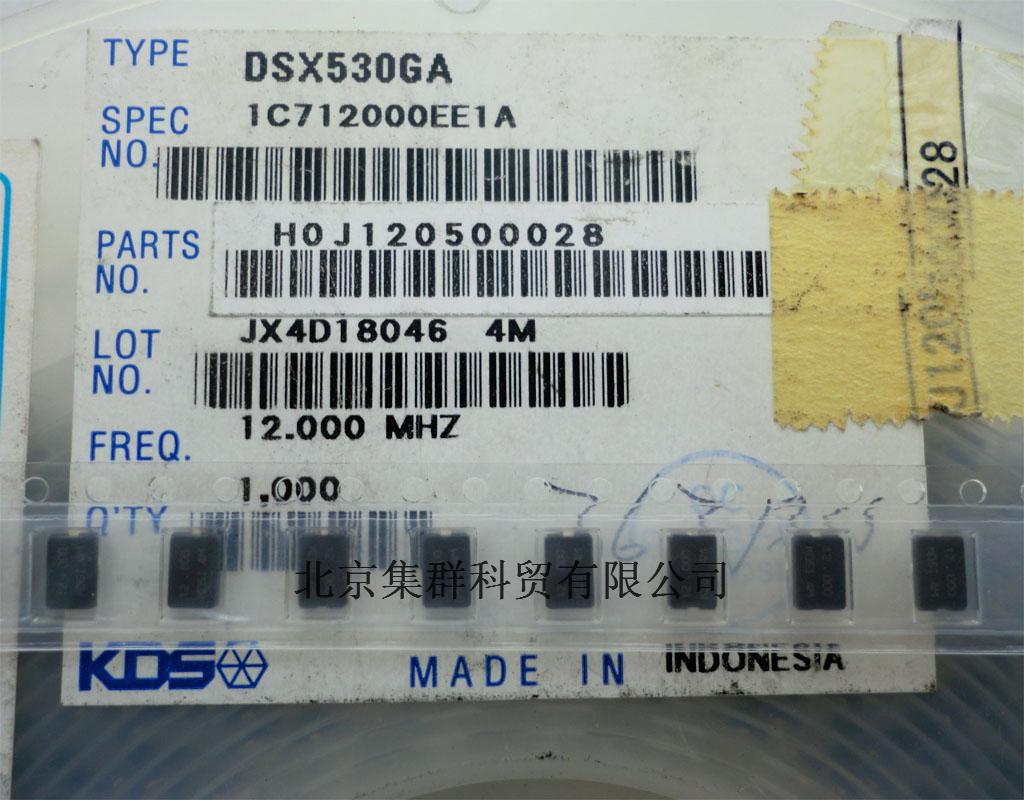 TYPE DSX530GA
SPEC NO. 1C712000EE1A
PARTS NO. H0J120500028
LOT NO. JX4D18046 4M
FREQ. 12.000 MHZ
Q'TY 1,000
北京集群科贸有限公司
KDS MADE IN INDONESIA